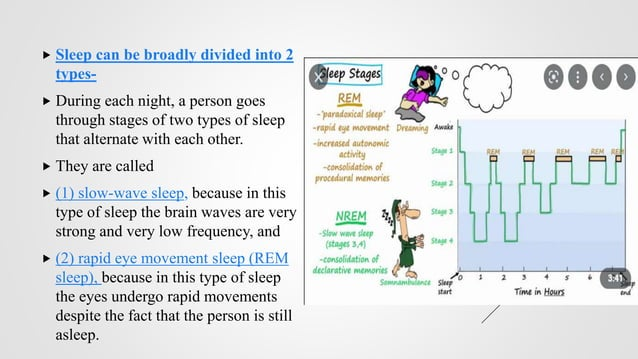 Sleep can be broadly divided into 2
types-
During each night, a person goes
through stages of two types of sleep
that alternate with each other.
They are called
(1) slow-wave sleep, because in this
type of sleep the brain waves are very
strong and very low frequency, and
(2) rapid eye movement sleep (REM
sleep), because in this type of sleep
the eyes undergo rapid movements
despite the fact that the person is still
asleep.
Sleep Stages
REM
-'paradoxical sleep'
-rapid eye movement
-increased autonomic
activity
-consolidation of
procedural memories
Dreaming
NREM
-Slow wave sleep
(stages 3,4)
-consolidation of
declarative memories
Somnambulance
Awake
Stage 1
Stage 2
Stage 3
Stage 4
REM REM REM REM REM
0 1 2 3 4 5 6
Sleep
start
Time in Hours
Sleep
end
3:41